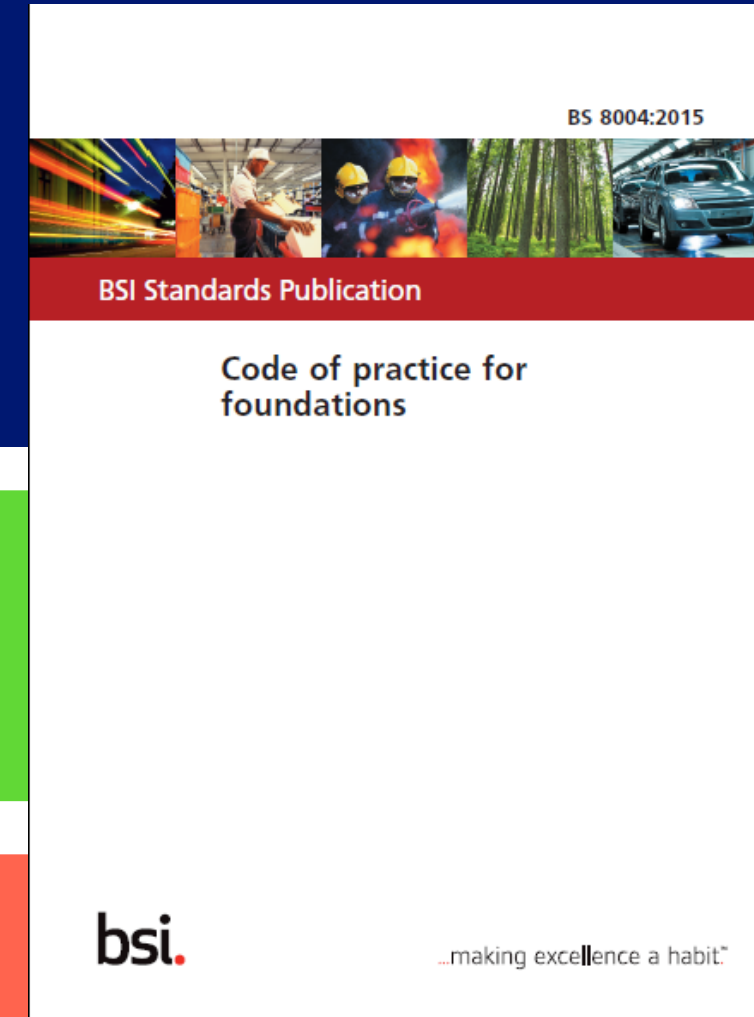 BS 8004:2015
BSI Standards Publication
Code of practice for
foundations
bsi.
...making excellence a habit.™